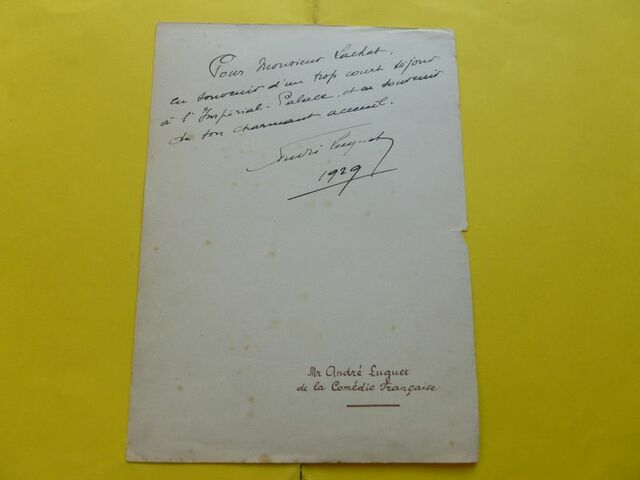 Pour Monsieur Lachat.
en souvenir d'un trop court séjour
à l'Impérial-Palace, et en souvenir
de son charmant accueil.
André Luguet
1929
Mr André Luguet
de la Comédie Française